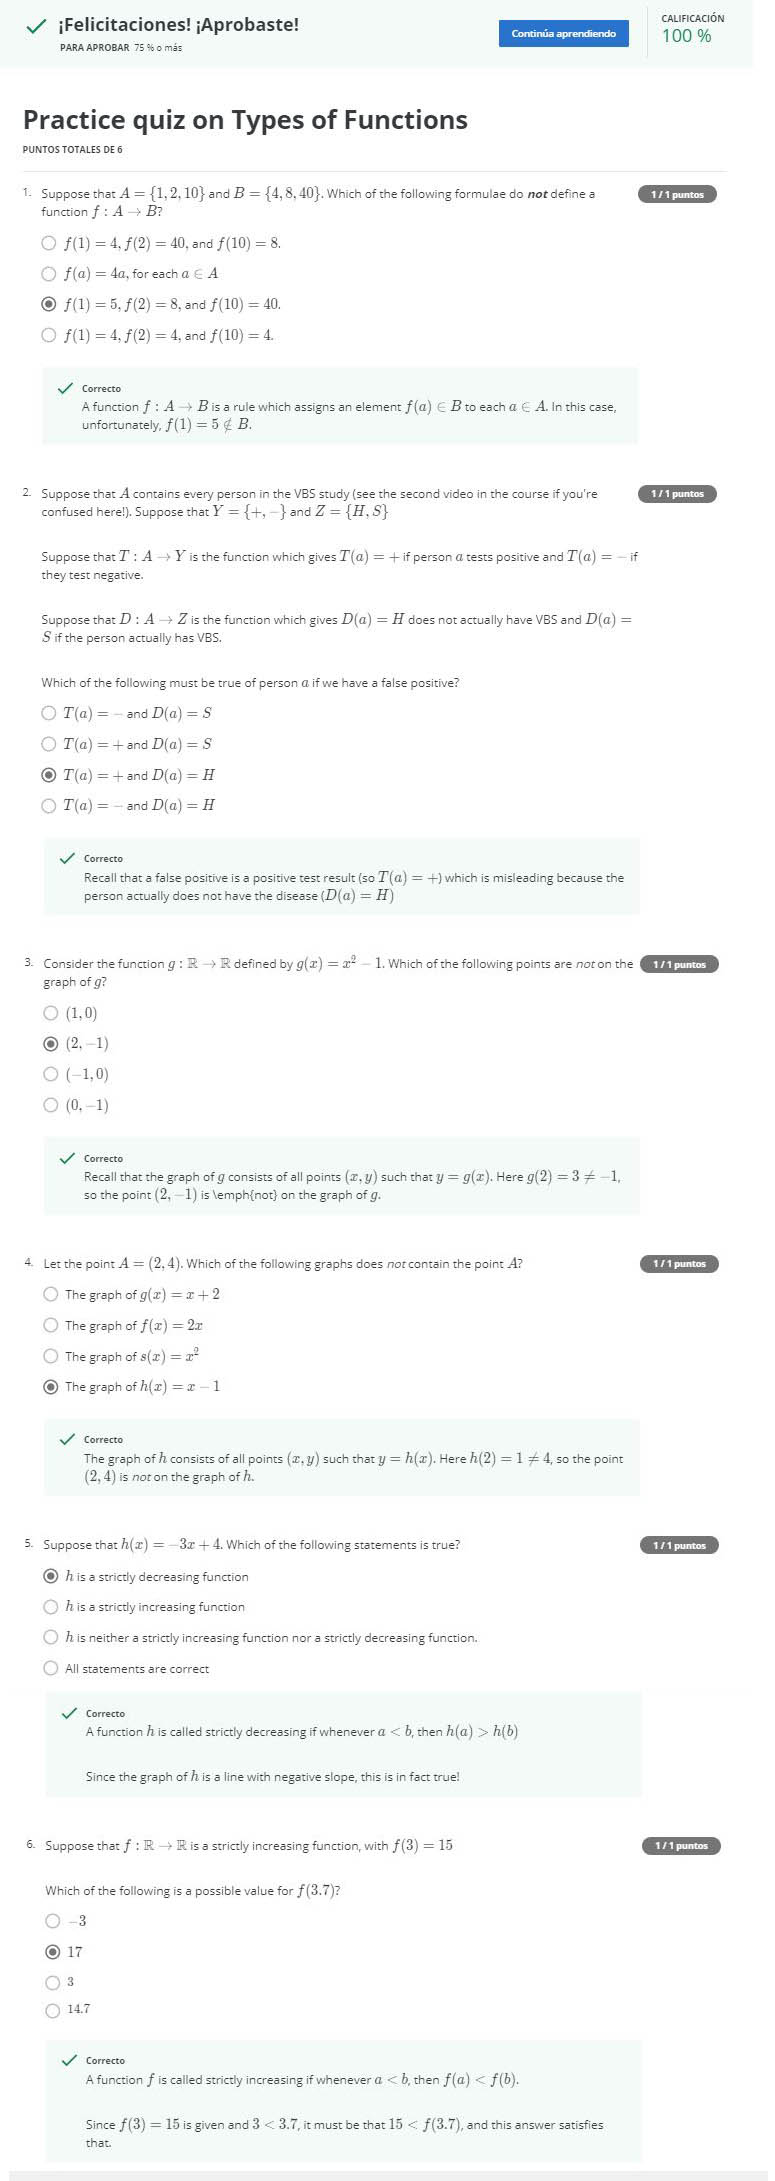 ¡Felicitaciones! ¡Aprobaste!
PARA APROBAR 75 % o más
Continúa aprendiendo
CALIFICACIÓN
100 %
Practice quiz on Types of Functions
PUNTOS TOTALES DE 6
1. Suppose that A = {1, 2, 10} and B = {4, 8, 40}. Which of the following formulae do not define a
function f : A → B?
1 / 1 puntos
f(1) = 4, f(2) = 40, and f(10) = 8.
f(a) = 4a, for each a ∈ A
f(1) = 5, f(2) = 8, and f(10) = 40.
f(1) = 4, f(2) = 4, and f(10) = 4.
Correcto
A function f : A → B is a rule which assigns an element f(a) ∈ B to each a ∈ A. In this case,
unfortunately, f(1) = 5 ∉ B.
2. Suppose that A contains every person in the VBS study (see the second video in the course if you're
confused here!). Suppose that Y = {+, −} and Z = {H, S}
1 / 1 puntos
Suppose that T : A → Y is the function which gives T(a) = + if person a tests positive and T(a) = − if
they test negative.
Suppose that D : A → Z is the function which gives D(a) = H does not actually have VBS and D(a) =
S if the person actually has VBS.
Which of the following must be true of person a if we have a false positive?
T(a) = − and D(a) = S
T(a) = + and D(a) = S
T(a) = + and D(a) = H
T(a) = − and D(a) = H
Correcto
Recall that a false positive is a positive test result (so T(a) = +) which is misleading because the
person actually does not have the disease (D(a) = H)
3. Consider the function g : ℝ → ℝ defined by g(x) = x² − 1. Which of the following points are not on the
graph of g?
1 / 1 puntos
(1, 0)
(2, −1)
(−1, 0)
(0, −1)
Correcto
Recall that the graph of g consists of all points (x, y) such that y = g(x). Here g(2) = 3 ≠ −1,
so the point (2, −1) is \emph{not} on the graph of g.
4. Let the point A = (2, 4). Which of the following graphs does not contain the point A?
1 / 1 puntos
The graph of g(x) = x + 2
The graph of f(x) = 2x
The graph of s(x) = x²
The graph of h(x) = x − 1
Correcto
The graph of h consists of all points (x, y) such that y = h(x). Here h(2) = 1 ≠ 4, so the point
(2, 4) is not on the graph of h.
5. Suppose that h(x) = −3x + 4. Which of the following statements is true?
1 / 1 puntos
h is a strictly decreasing function
h is a strictly increasing function
h is neither a strictly increasing function nor a strictly decreasing function.
All statements are correct
Correcto
A function h is called strictly decreasing if whenever a < b, then h(a) > h(b)
Since the graph of h is a line with negative slope, this is in fact true!
6. Suppose that f : ℝ → ℝ is a strictly increasing function, with f(3) = 15
1 / 1 puntos
Which of the following is a possible value for f(3.7)?
−3
17
3
14.7
Correcto
A function f is called strictly increasing if whenever a < b, then f(a) < f(b).
Since f(3) = 15 is given and 3 < 3.7, it must be that 15 < f(3.7), and this answer satisfies
that.